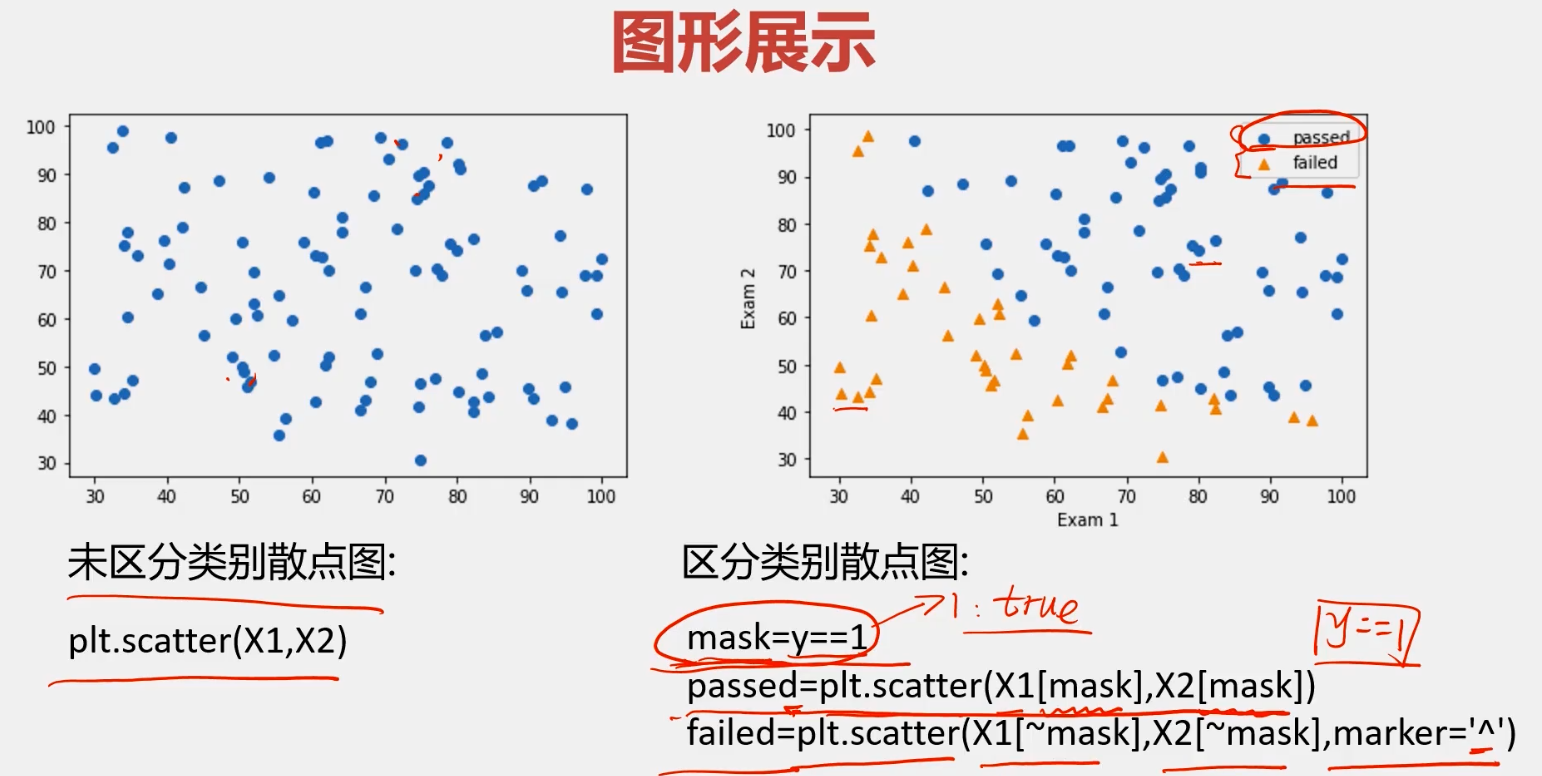 图形展示
100
90
80
70
60
50
40
30
30 40 50 60 70 80 90 100
passed
failed
100
90
80
70
60
50
40
30
Exam 2
30 40 50 60 70 80 90 100
Exam 1
未区分类别散点图:
plt.scatter(X1,X2)
区分类别散点图:
1: true
mask=y==1
y==1
passed=plt.scatter(X1[mask],X2[mask])
failed=plt.scatter(X1[~mask],X2[~mask],marker='^')